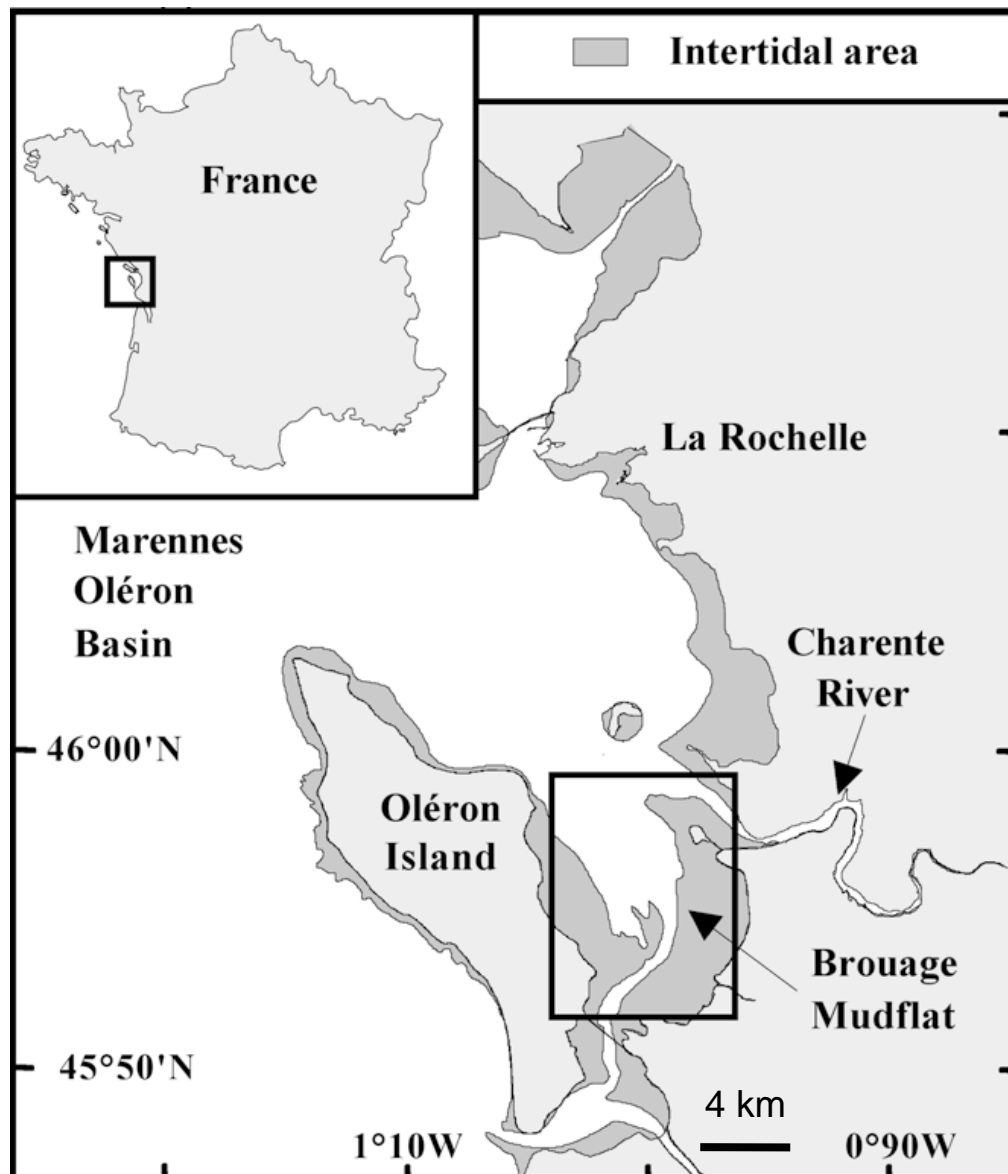 Intertidal area
France
La Rochelle
Marennes
Oléron
Basin
Charente
River
46°00'N
Oléron
Island
Brouage
Mudflat
45°50'N
4 km
1°10W
0°90W